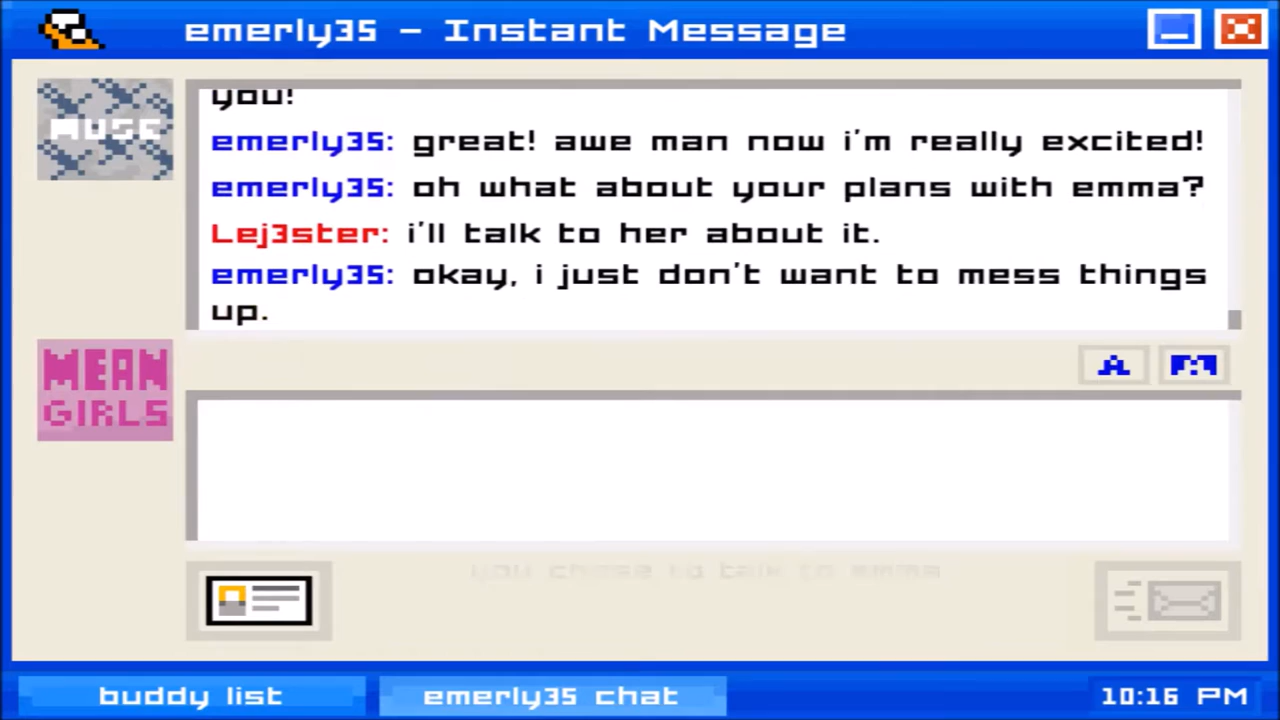 emerly35 - Instant Message
MUSE
you!
emerly35: great! awe man now i'm really excited!
emerly35: oh what about your plans with emma?
Lej3ster: i'll talk to her about it.
emerly35: okay, i just don't want to mess things
up.
MEAN
GIRLS
A
M
you chose to talk to emma
buddy list
emerly35 chat
10:16 PM